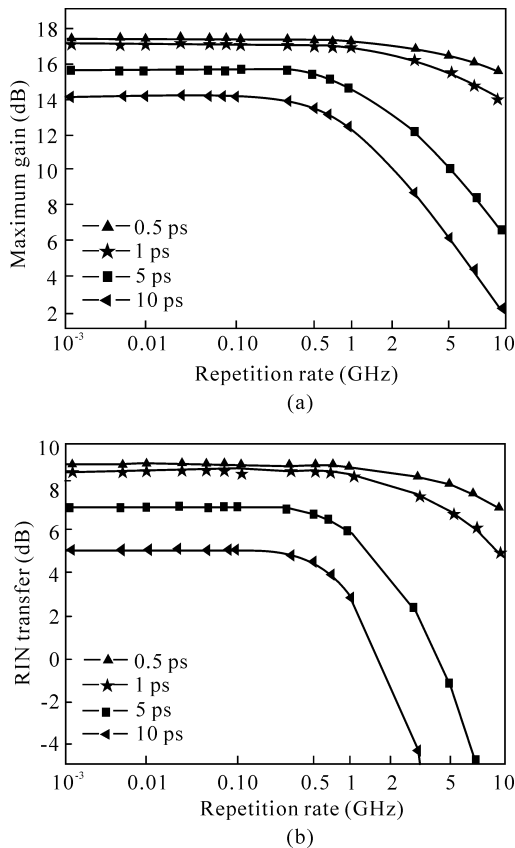 18
16
14
12
10
8
6
4
2
Maximum gain (dB)
0.5 ps
1 ps
5 ps
10 ps
10⁻³ 0.01 0.10 0.5 1 2 5 10
Repetition rate (GHz)
(a)
10
8
6
4
2
0
-2
-4
RIN transfer (dB)
0.5 ps
1 ps
5 ps
10 ps
10⁻³ 0.01 0.10 0.5 1 2 5 10
Repetition rate (GHz)
(b)